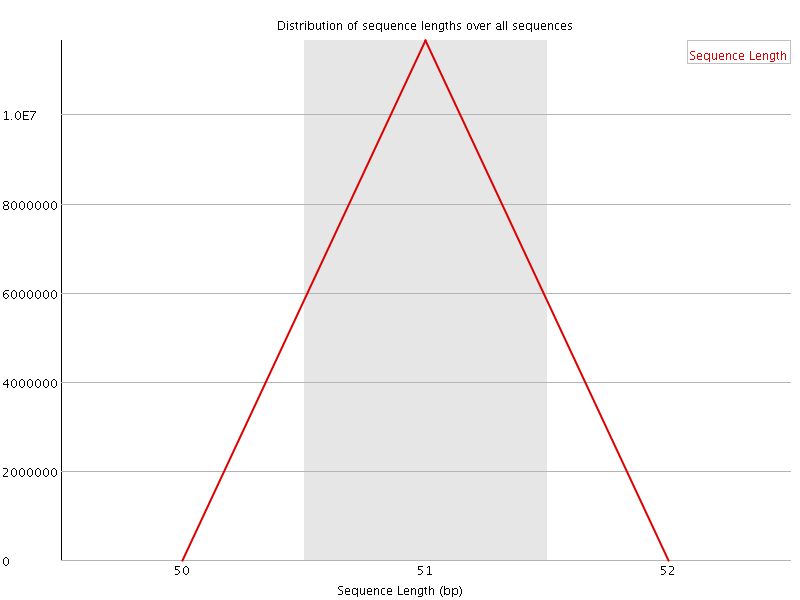 Distribution of sequence lengths over all sequences
Sequence Length
1.0E7
8000000
6000000
4000000
2000000
0
50 51 52
Sequence Length (bp)